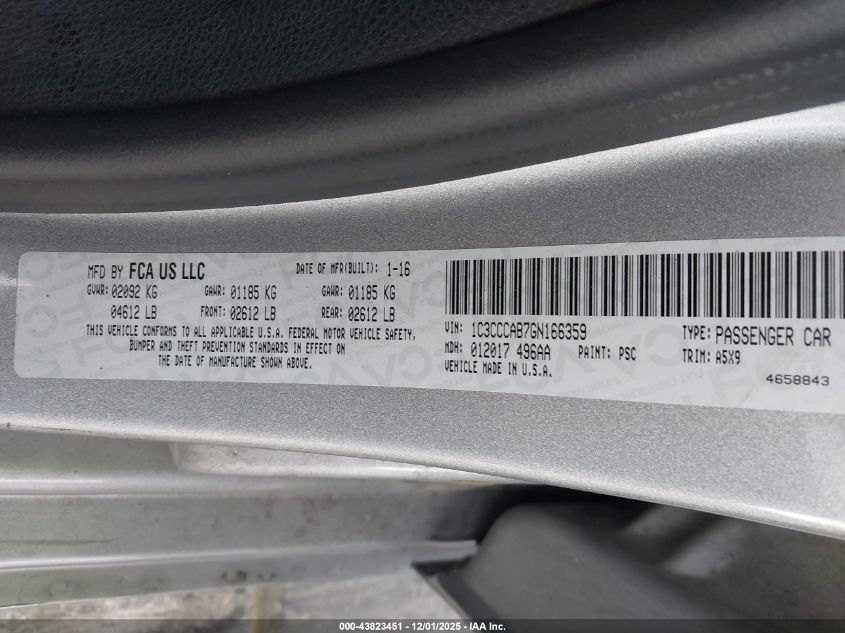 MFD BY FCA US LLC DATE OF MFR(BUILT): 1-16
GVWR: 02092 KG GAWR: 01185 KG GAWR: 01185 KG
04612 LB FRONT: 02612 LB REAR: 02612 LB
THIS VEHICLE CONFORMS TO ALL APPLICABLE U.S.A. FEDERAL MOTOR VEHICLE SAFETY,
BUMPER AND THEFT PREVENTION STANDARDS IN EFFECT ON
THE DATE OF MANUFACTURE SHOWN ABOVE.
VIN: 1C3CCCAB7GN166359 TYPE: PASSENGER CAR
MDH: 012017 496AA PAINT: PSC TRIM: A5X9
VEHICLE MADE IN U.S.A. 4658843
000-43823451 - 12/01/2025 - IAA Inc.